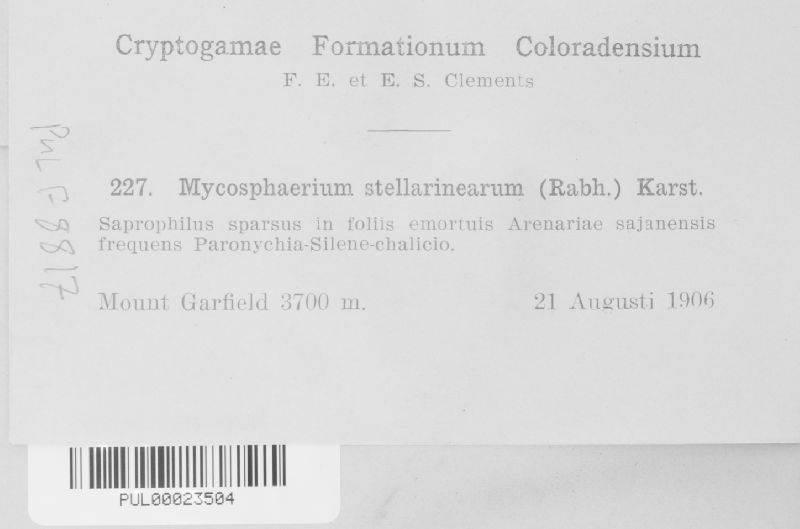 Cryptogamae Formationum Coloradensium
F. E. et E. S. Clements
227. Mycosphaerium stellarinearum (Rabh.) Karst.
Saprophilus sparsus in foliis emortuis Arenariae sajanensis
frequens Paronychia-Silene-chalicio.
Mount Garfield 3700 m. 21 Augusti 1906
PUL F8817
PUL00023504